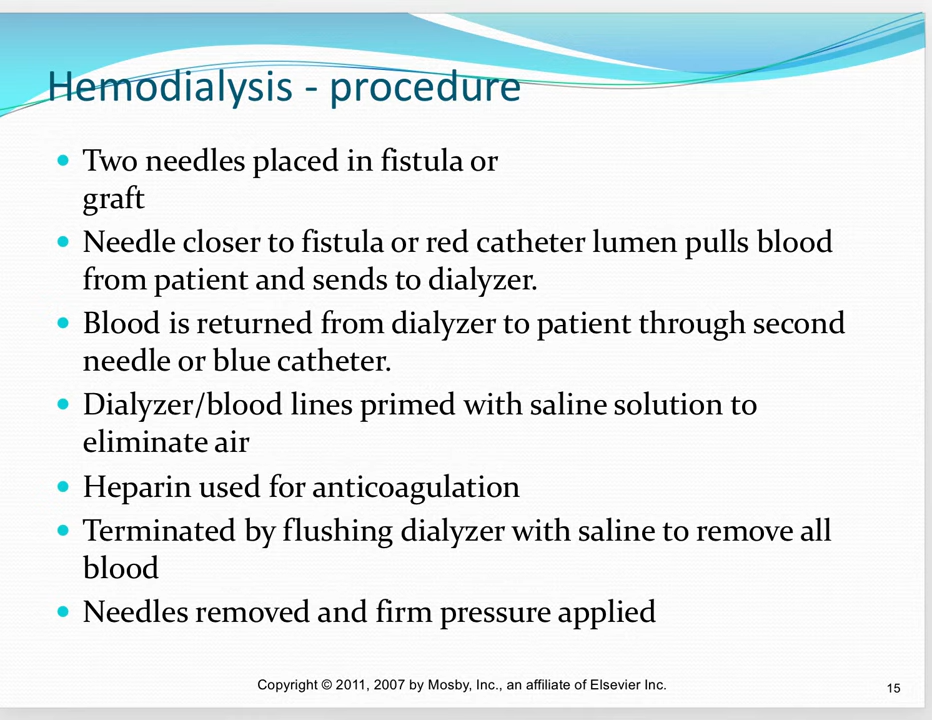 Hemodialysis - procedure
Two needles placed in fistula or
graft
Needle closer to fistula or red catheter lumen pulls blood
from patient and sends to dialyzer.
Blood is returned from dialyzer to patient through second
needle or blue catheter.
Dialyzer/blood lines primed with saline solution to
eliminate air
Heparin used for anticoagulation
Terminated by flushing dialyzer with saline to remove all
blood
Needles removed and firm pressure applied
Copyright © 2011, 2007 by Mosby, Inc., an affiliate of Elsevier Inc.
15